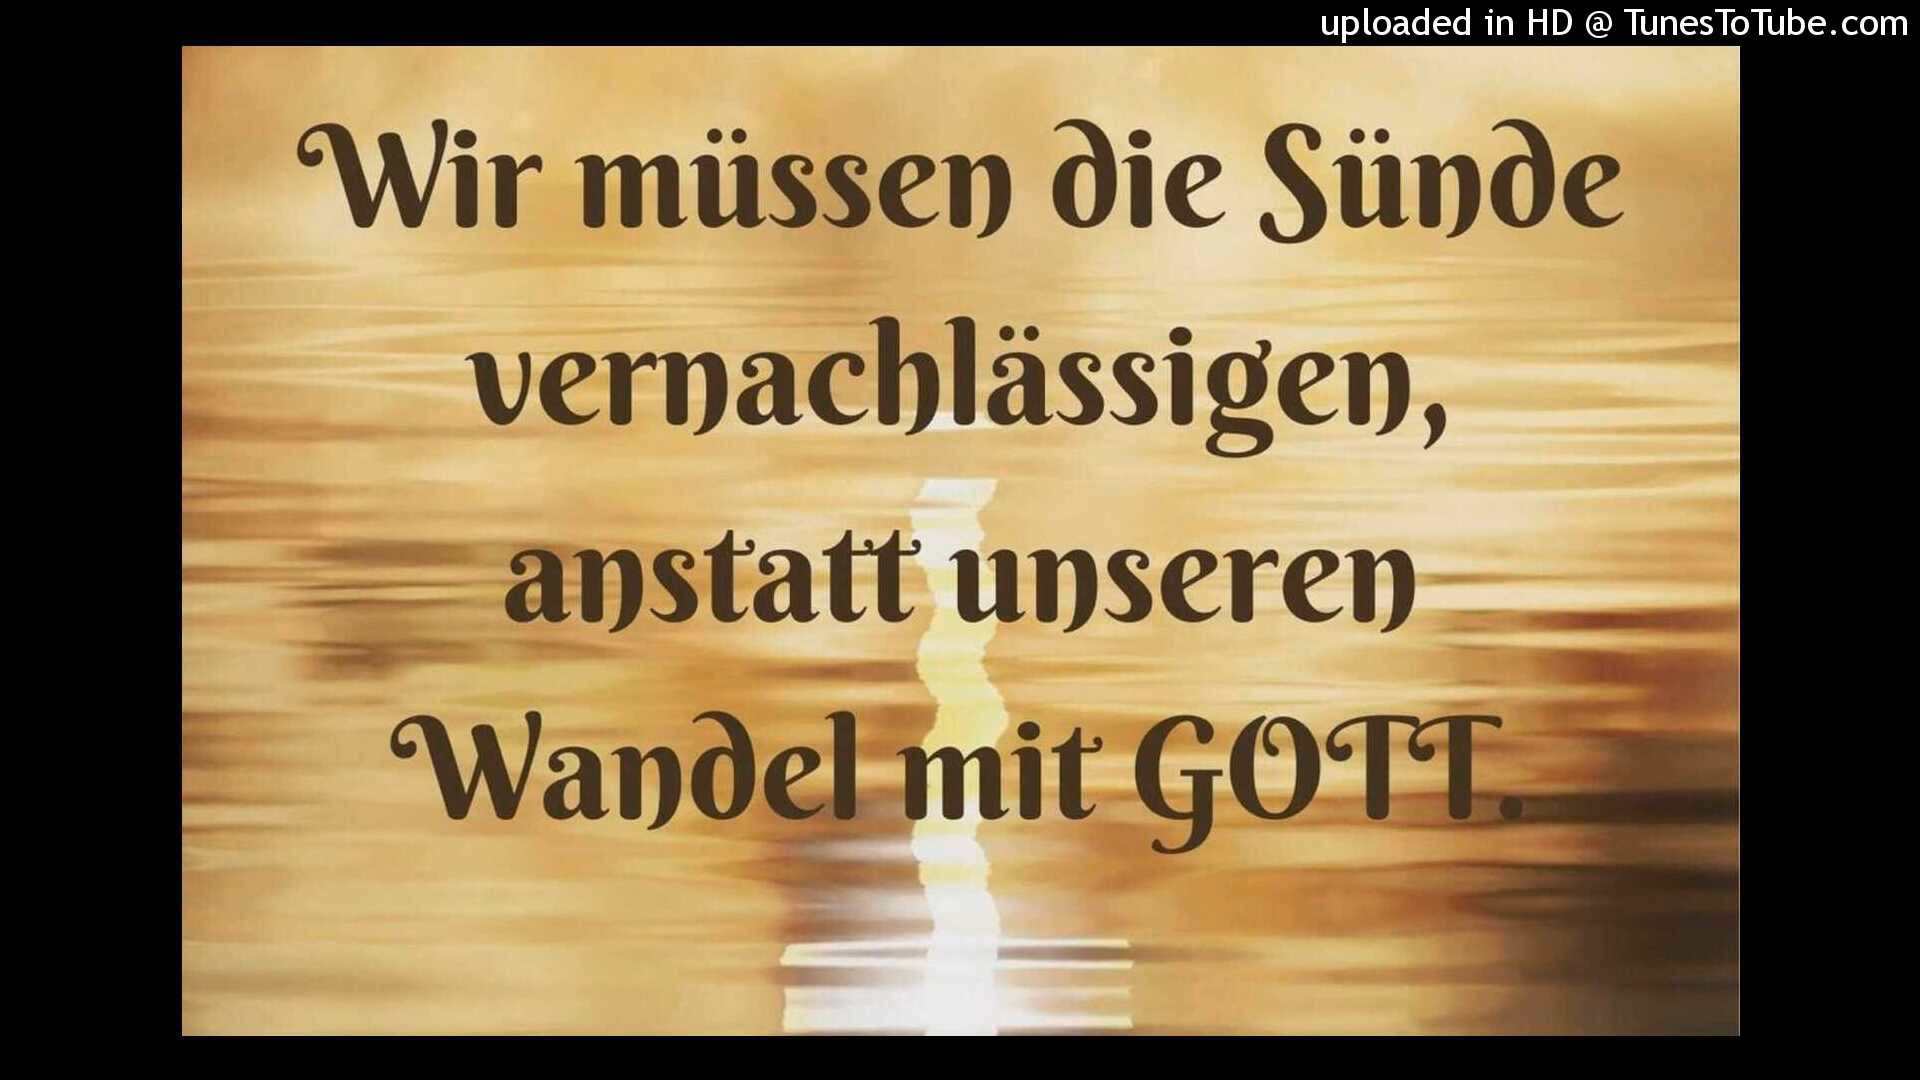 uploaded in HD @ TunesToTube.com
Wir müssen die Sünde
vernachlässigen,
anstatt unseren
Wandel mit GOTT.